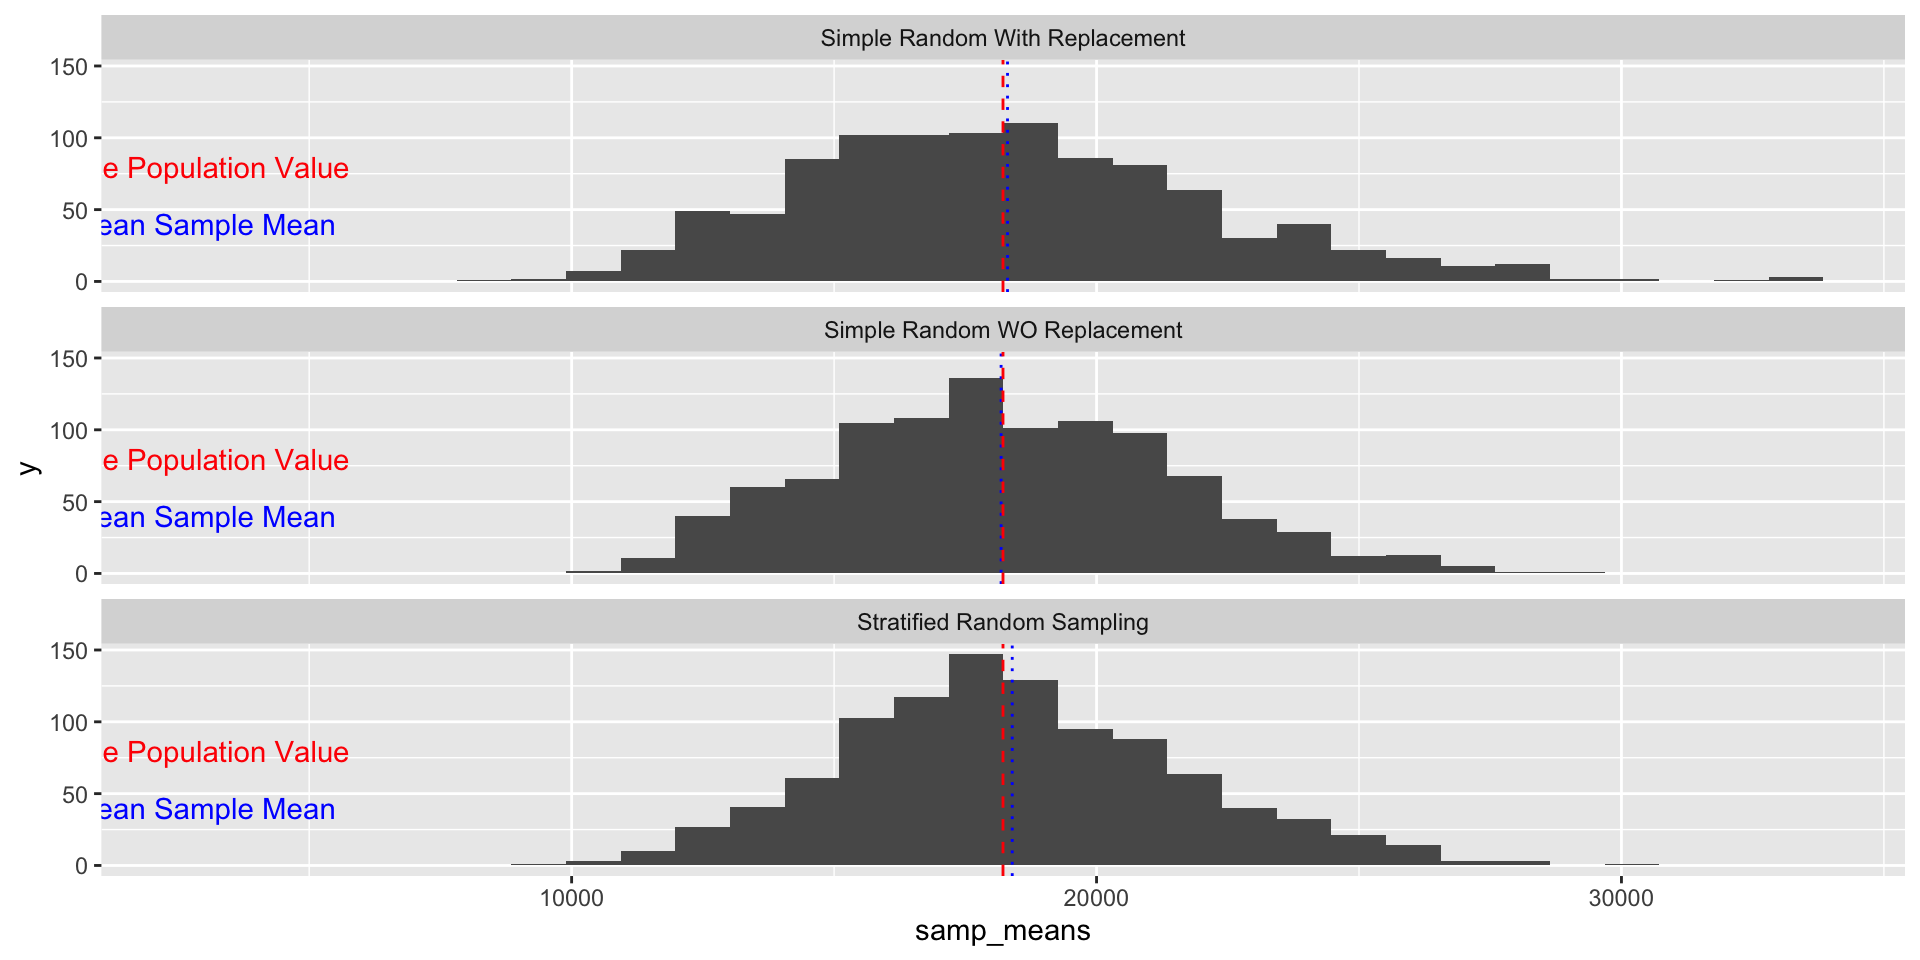 Simple Random With Replacement
150
100
50
0
e Population Value
ean Sample Mean
Simple Random WO Replacement
150
100
50
0
e Population Value
ean Sample Mean
Stratified Random Sampling
150
100
50
0
e Population Value
ean Sample Mean
y
10000 20000 30000
samp_means